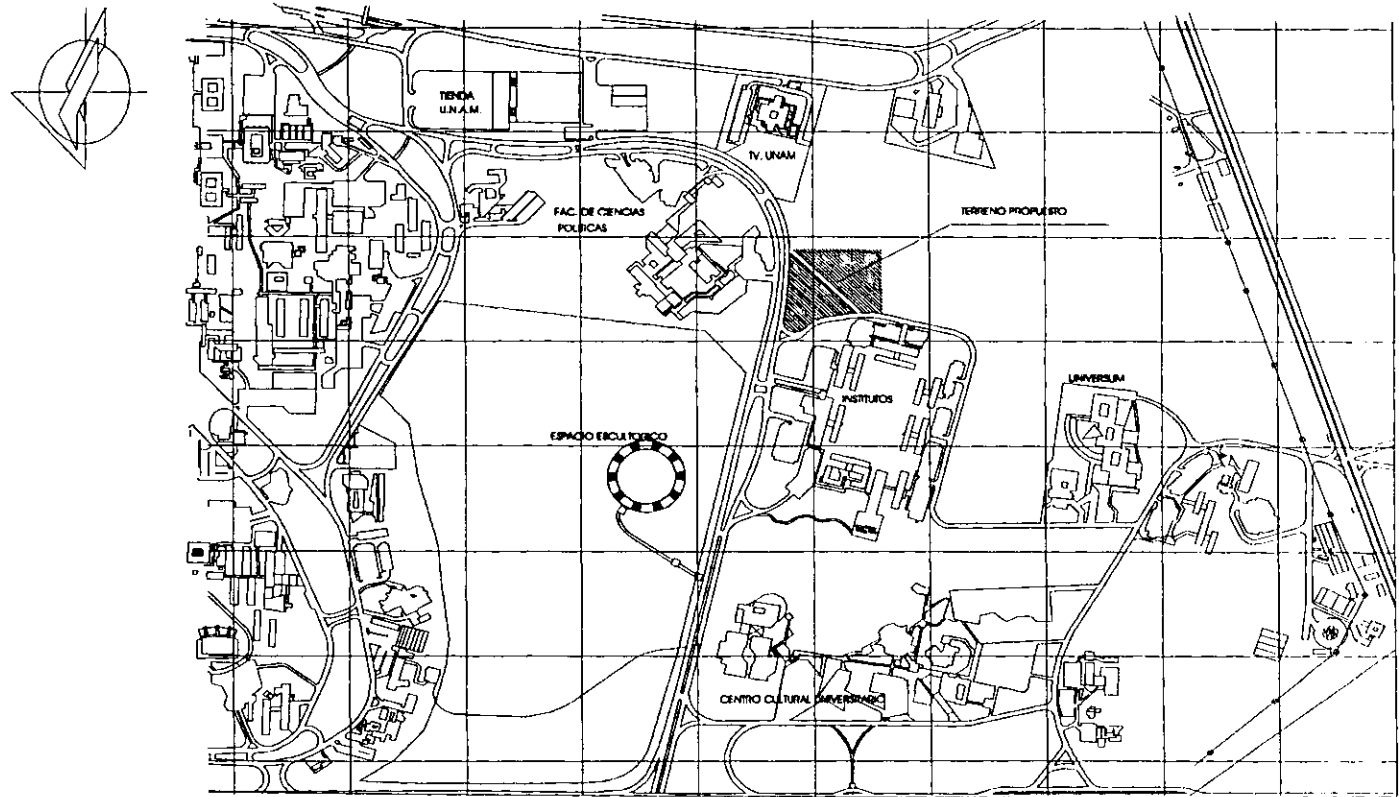 TIENDA
U.N.A.M.
TV. UNAM
FAC. DE CIENCIAS
POLITICAS
TERRENO PROPUESTO
UNIVERSUM
INSTITUTOS
ESPACIO ESCULTORICO
CENTRO CULTURAL UNIVERSITARIO